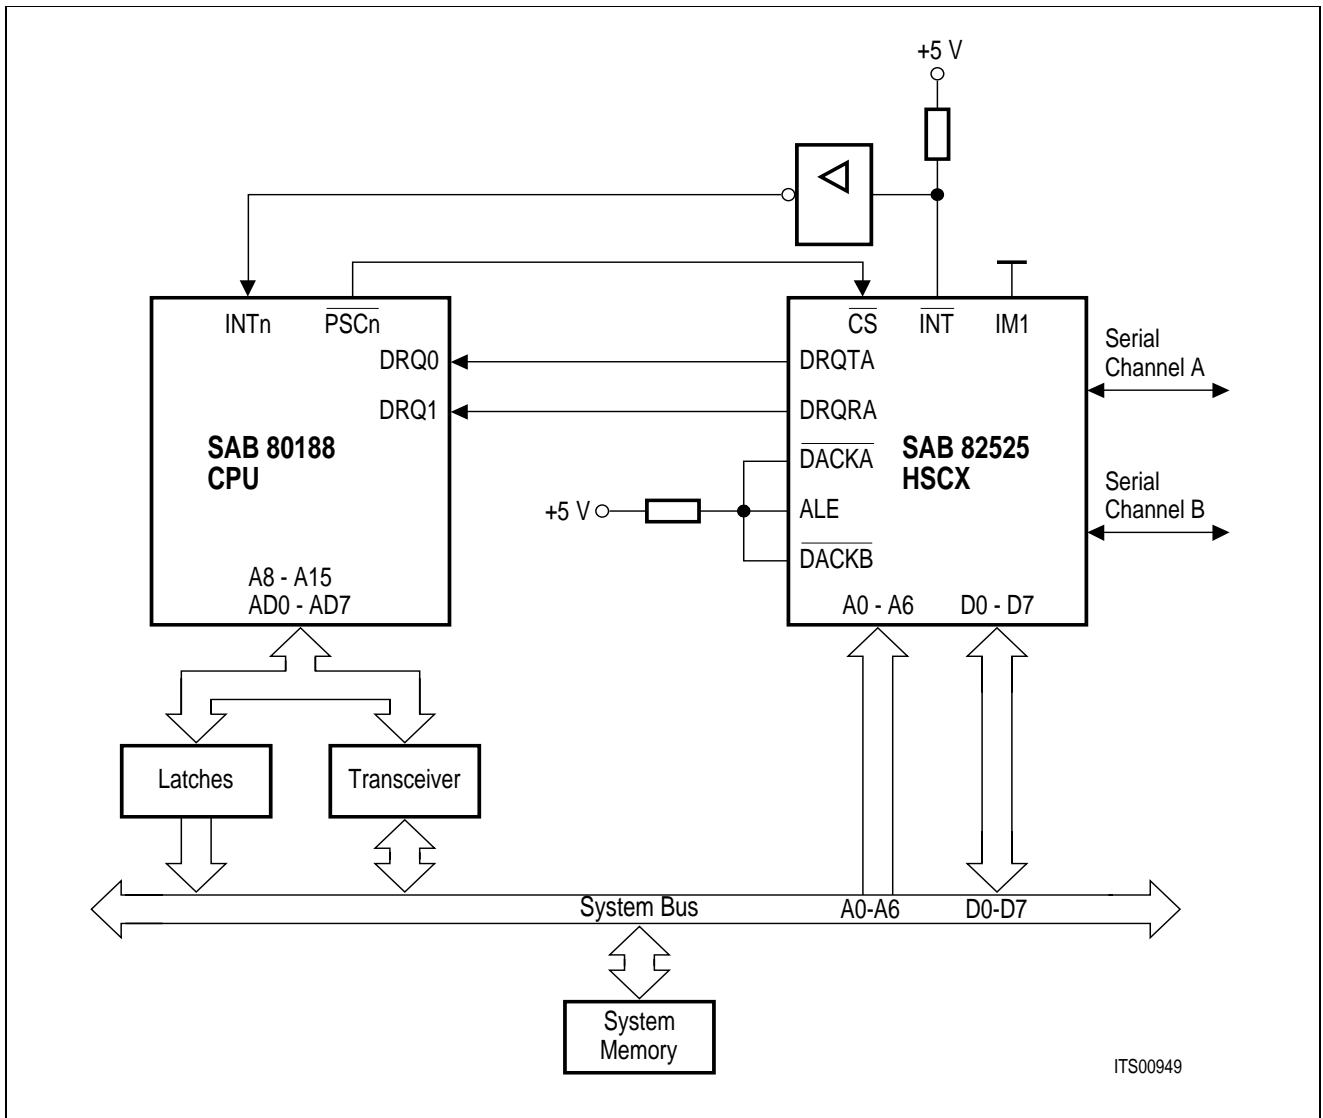 +5 V
INTn
PSCn
CS
INT
IM1
DRQ0
DRQTA
Serial
Channel A
DRQ1
DRQRA
SAB 80188
CPU
DACKA
SAB 82525
HSCX
+5 V
ALE
Serial
Channel B
DACKB
A8 - A15
AD0 - AD7
A0 - A6
D0 - D7
Latches
Transceiver
System Bus
A0-A6
D0-D7
System
Memory
ITS00949